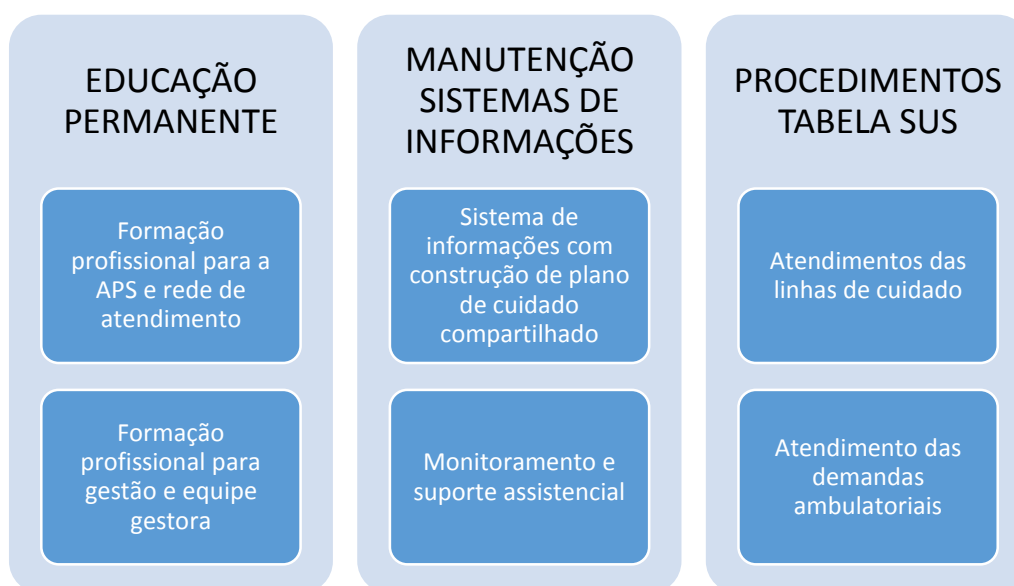 EDUCAÇÃO
PERMANENTE
Formação
profissional para a
APS e rede de
atendimento
Formação
profissional para
gestão e equipe
gestora
MANUTENÇÃO
SISTEMAS DE
INFORMAÇÕES
Sistema de
informações com
construção de plano
de cuidado
compartilhado
Monitoramento e
suporte assistencial
PROCEDIMENTOS
TABELA SUS
Atendimentos das
linhas de cuidado
Atendimento das
demandas
ambulatoriais